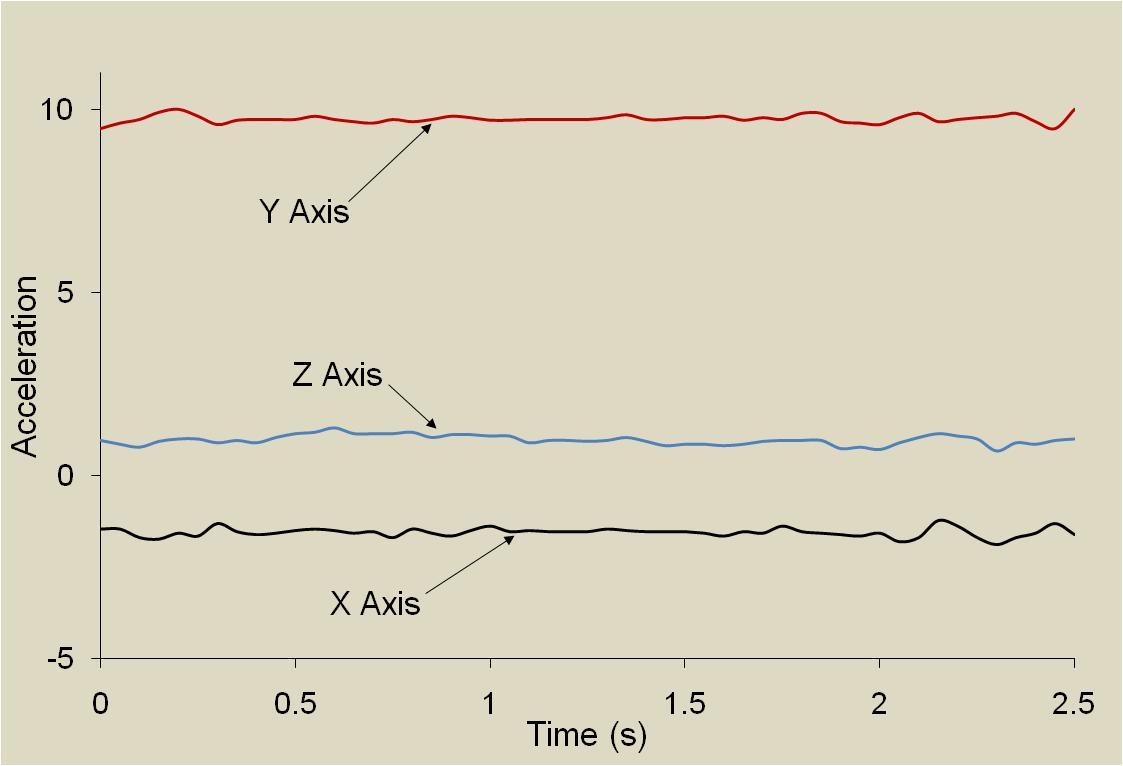 10
Y Axis
5
Acceleration
Z Axis
0
X Axis
-5
0 0.5 1 1.5 2 2.5
Time (s)